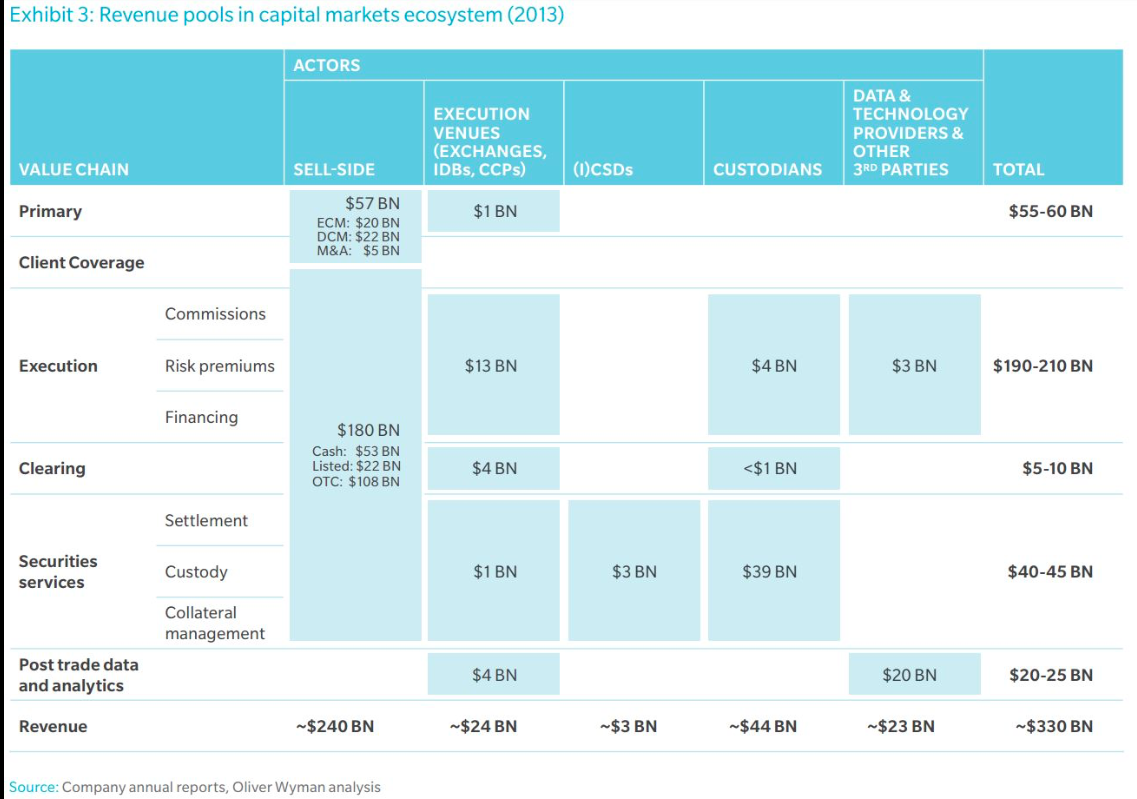 Exhibit 3: Revenue pools in capital markets ecosystem (2013)
ACTORS
VALUE CHAIN
SELL-SIDE
EXECUTION
VENUES
(EXCHANGES,
IDBs, CCPs)
(I)CSDs
CUSTODIANS
DATA &
TECHNOLOGY
PROVIDERS &
OTHER
3RD PARTIES
TOTAL
Primary
$57 BN
ECM: $20 BN
DCM: $22 BN
M&A: $5 BN
$1 BN
$55-60 BN
Client Coverage
Execution
Commissions
Risk premiums
Financing
$13 BN
$4 BN
$3 BN
$190-210 BN
$180 BN
Cash: $53 BN
Listed: $22 BN
OTC: $108 BN
Clearing
$4 BN
<$1 BN
$5-10 BN
Securities
services
Settlement
Custody
Collateral
management
$1 BN
$3 BN
$39 BN
$40-45 BN
Post trade data
and analytics
$4 BN
$20 BN
$20-25 BN
Revenue
~$240 BN
~$24 BN
~$3 BN
~$44 BN
~$23 BN
~$330 BN
Source: Company annual reports, Oliver Wyman analysis